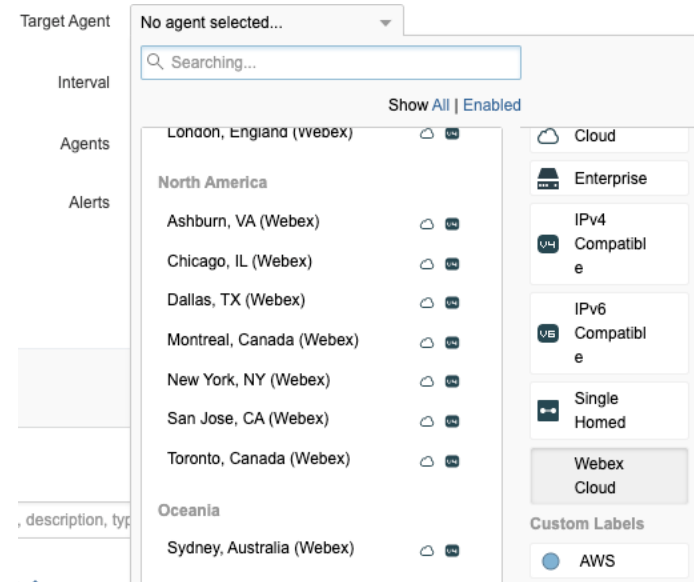 Target Agent
No agent selected...
Searching...
Interval
Show All | Enabled
Agents
Alerts
London, England (Webex)
North America
Ashburn, VA (Webex)
Chicago, IL (Webex)
Dallas, TX (Webex)
Montreal, Canada (Webex)
New York, NY (Webex)
San Jose, CA (Webex)
Toronto, Canada (Webex)
Oceania
Sydney, Australia (Webex)
, description, typ
Cloud
Enterprise
V4
IPv4
Compatibl
e
V6
IPv6
Compatibl
e
Single
Homed
Webex
Cloud
Custom Labels
AWS